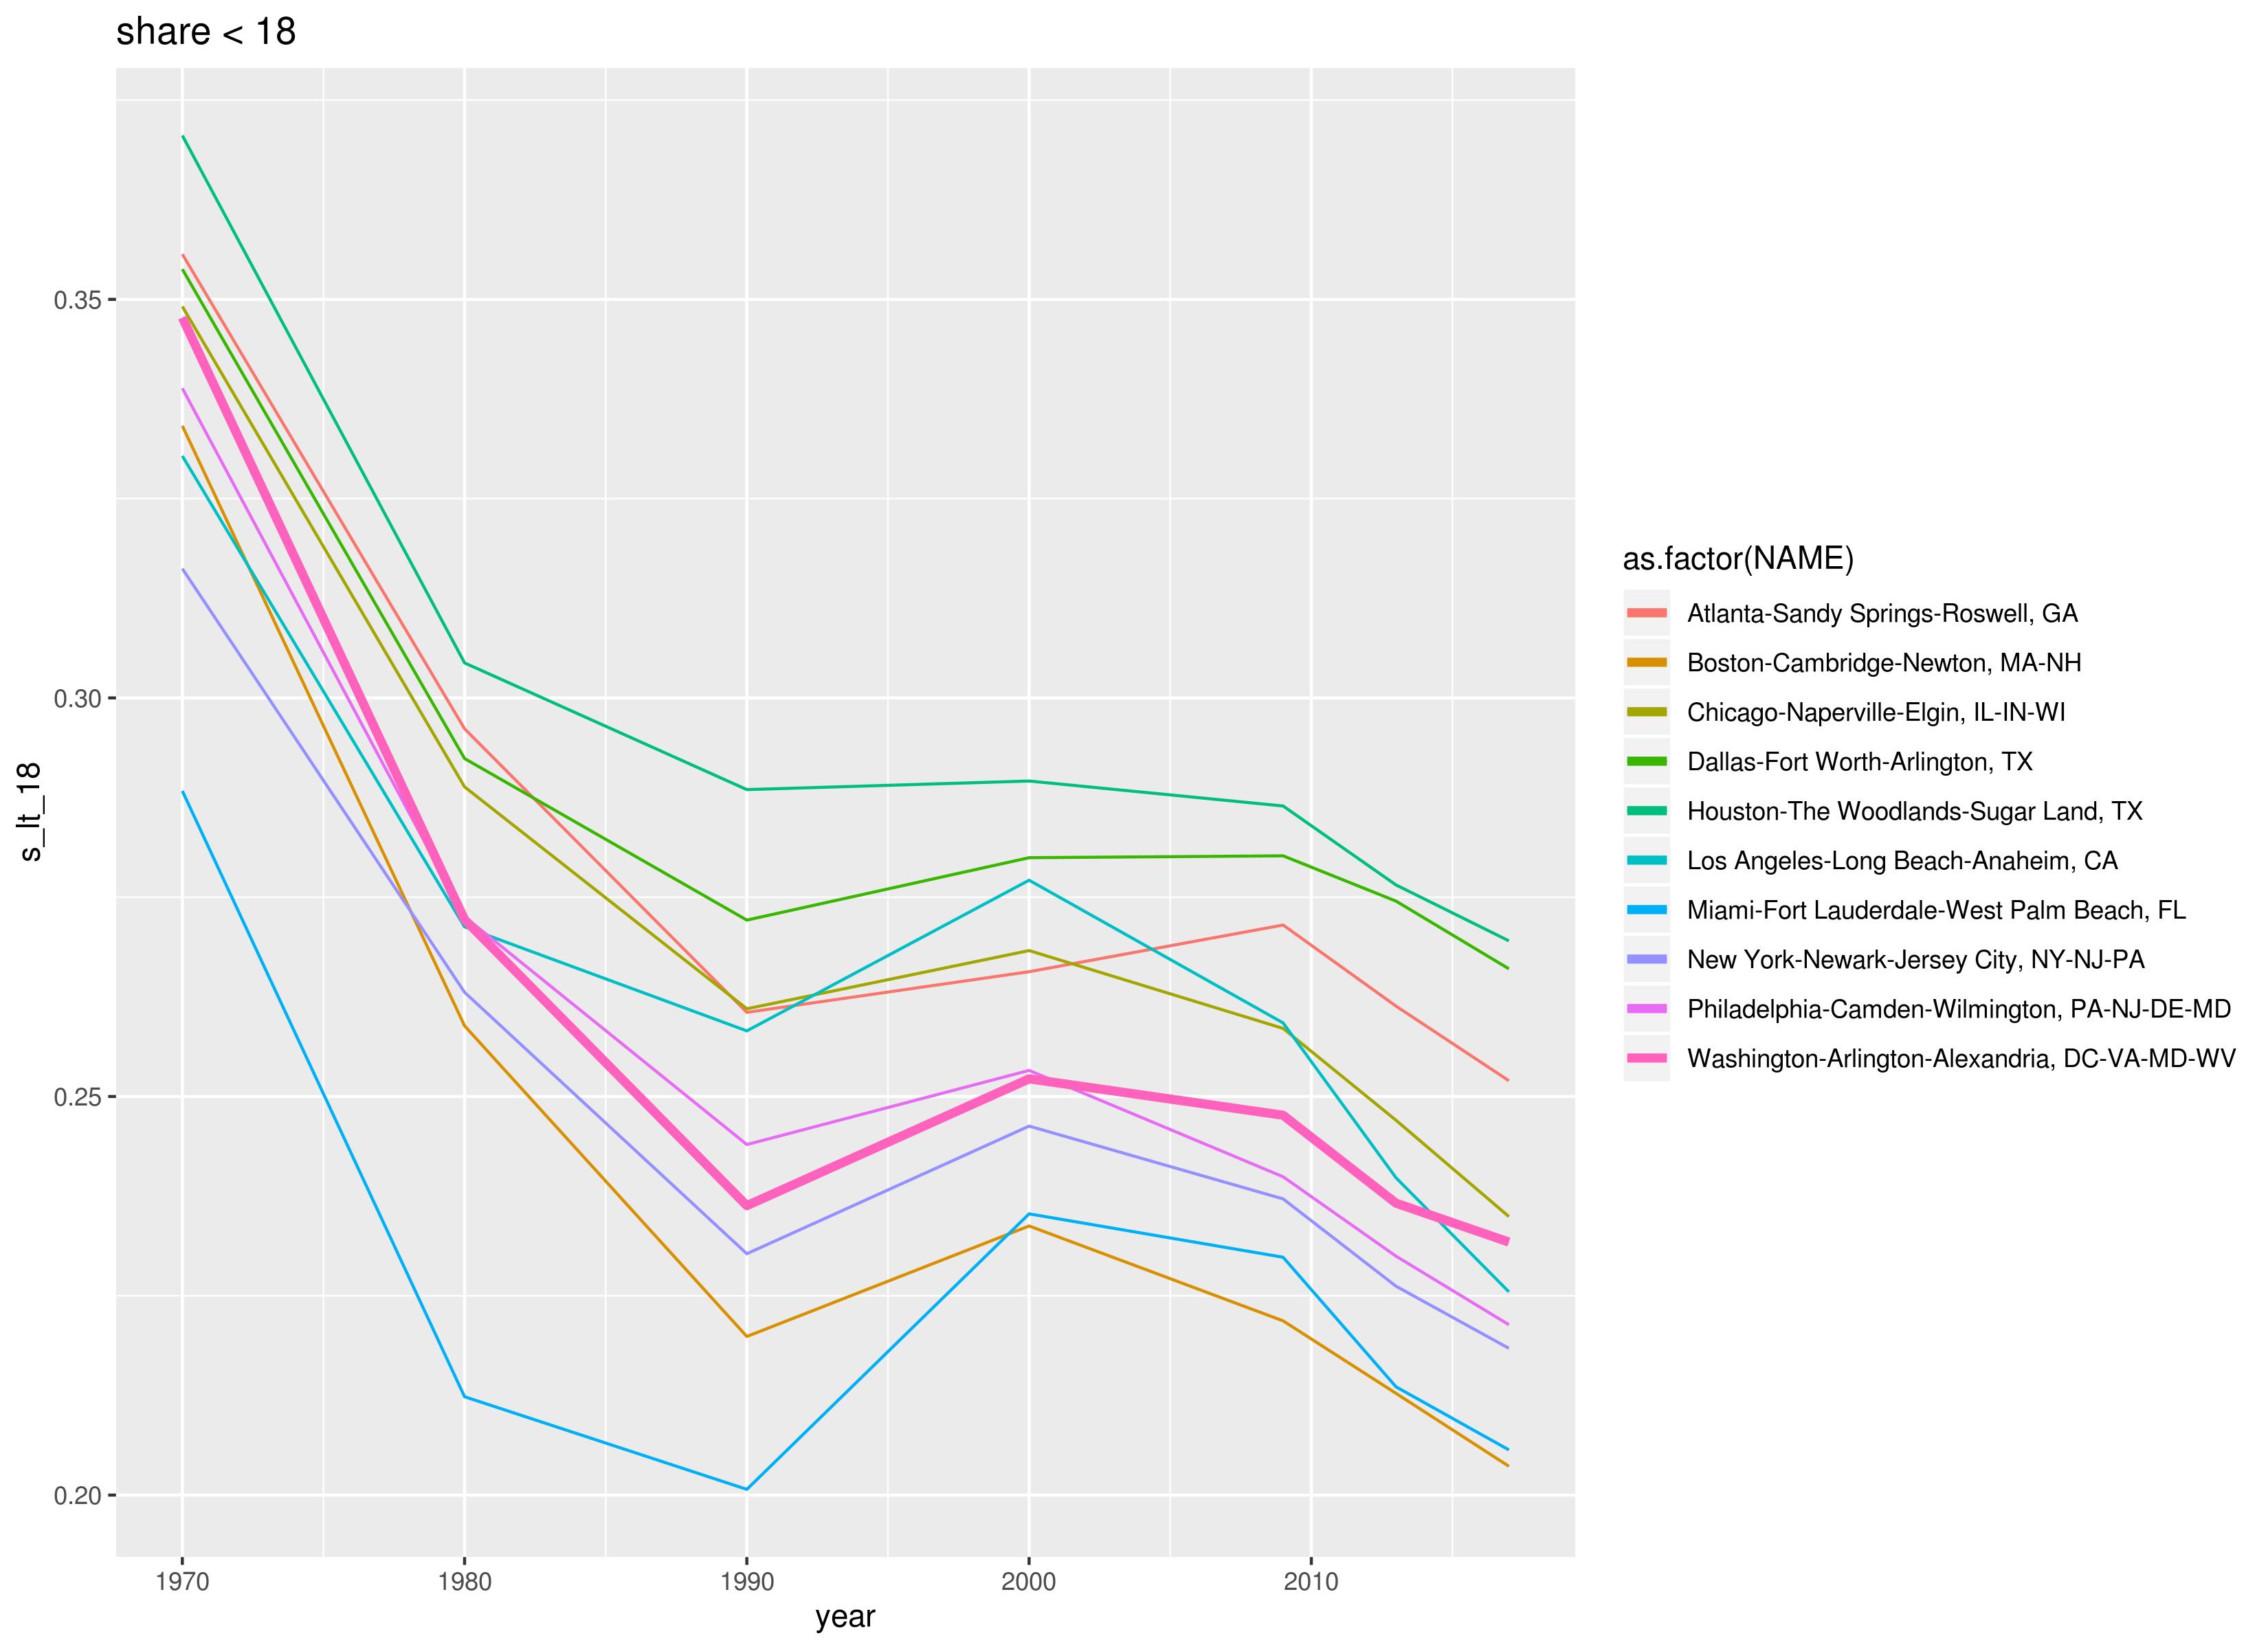 share < 18
0.35
0.30
0.25
0.20
s_lt_18
1970 1980 1990 2000 2010
year
as.factor(NAME)
Atlanta-Sandy Springs-Roswell, GA
Boston-Cambridge-Newton, MA-NH
Chicago-Naperville-Elgin, IL-IN-WI
Dallas-Fort Worth-Arlington, TX
Houston-The Woodlands-Sugar Land, TX
Los Angeles-Long Beach-Anaheim, CA
Miami-Fort Lauderdale-West Palm Beach, FL
New York-Newark-Jersey City, NY-NJ-PA
Philadelphia-Camden-Wilmington, PA-NJ-DE-MD
Washington-Arlington-Alexandria, DC-VA-MD-WV